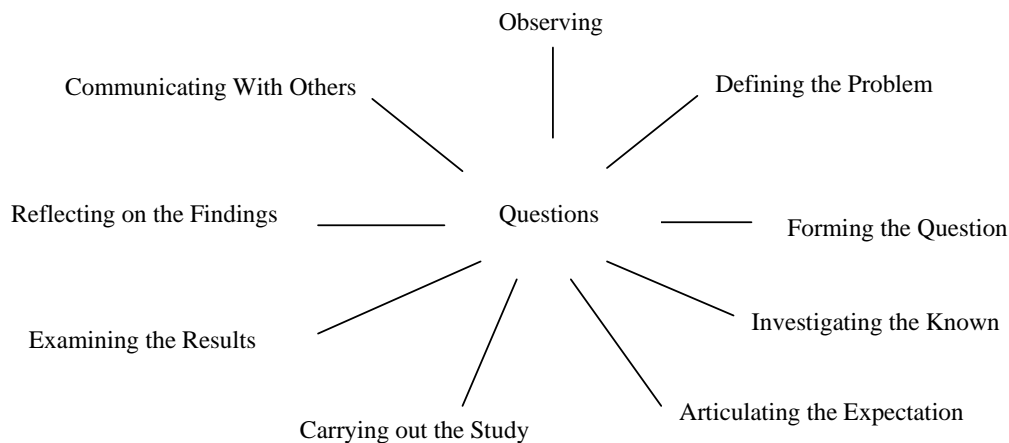 Observing
Communicating With Others
Defining the Problem
Reflecting on the Findings
Questions
Forming the Question
Investigating the Known
Examining the Results
Articulating the Expectation
Carrying out the Study